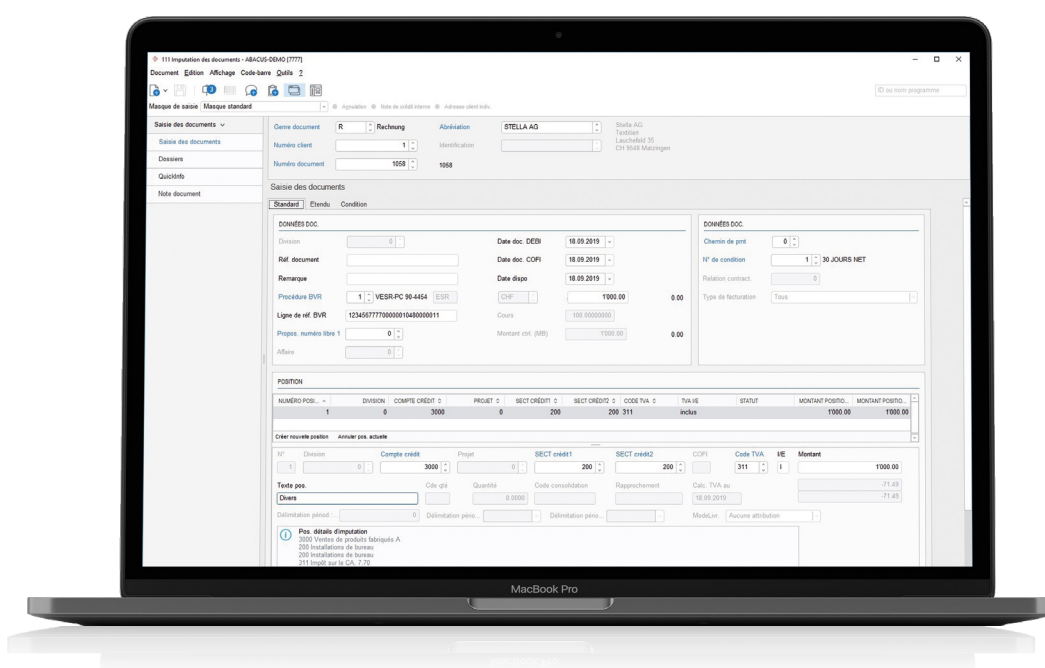 111 Imputation des documents - ABACUS-DEMO [7777]
Document Edition Affichage Code-barre Outils ?
ID ou nom programme
Masque de saisie Masque standard Agrulation Note de crédit interne Adresse client indiv.
Saisie des documents
Saisie des documents
Dossiers
QuickInfo
Note document
Genre document R Rechnung Abréviation STELLA AG
Stella AG
Textilien
Lauchefeld 35
CH 9548 Matzingen
Numéro client 1 Identification
Numéro document 1058 1058
Saisie des documents
Standard Etendu Condition
DONNÉES DOC. DONNÉES DOC.
Division 0 Date doc. DEBI 18.09.2019 Chemin de pmt 0
Réf. document Date doc. COFI 18.09.2019 N° de condition 1 30 JOURS NET
Remarque Date dispo 18.09.2019 Relation contract. 0
Procédure BVR 1 VESR-PC 90-4454 ESR CHF 1'000.00 0.00 Type de facturation Tous
Ligne de réf. BVR Cours 100.00000000
Propos. numéro libre 1 0 Montant ctrl. (MB) 1'000.00 0.00
Affaire 0
POSITION
NUMÉRO POSI... DIVISION COMPTE CRÉDIT PROJET SECT CRÉDIT1 SECT CRÉDIT2 CODE TVA TVA I/E STATUT MONTANT POSITIO... MONTANT POSITIO...
1 0 3000 0 200 200 311 inclus 1'000.00 1'000.00
Créer nouvelle position Annuler pos. actuelle
N° Division Compte crédit Projet SECT crédit1 SECT crédit2 COFI Code TVA I/E Montant
1 0 3000 0 200 200 311 I 1'000.00
Texte pos. Cde qté Quantité Code consolidation Rapprochement Calc. TVA au -71.49
Divers 0.0000 18.09.2019 -71.49
Délimitation périod.: 0 Délimitation pério... Délimitation pério... ModeLivr. Aucune attribution
Pos. détails d'imputation
3000 Ventes de produits fabriqués A
200 Installations de bureau
200 Installations de bureau
311 Impôt sur le CA. 7.70
MacBook Pro